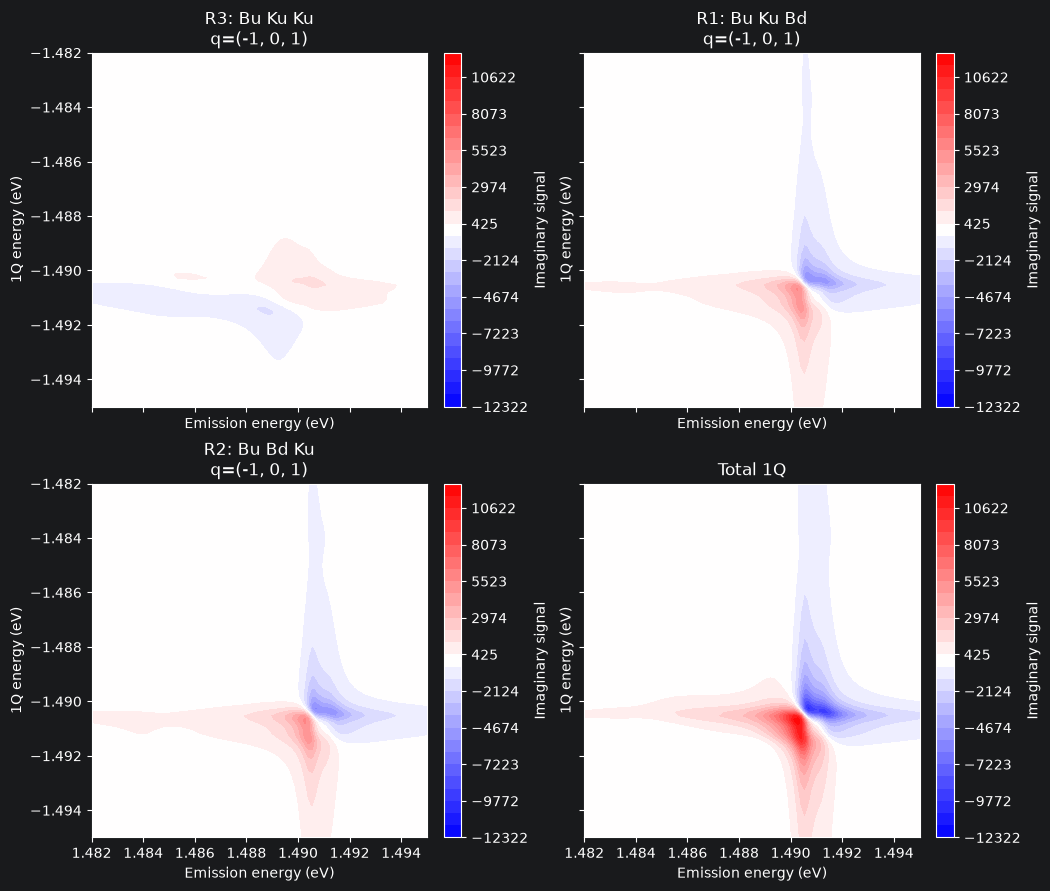 R3: Bu Ku Ku
q=(-1, 0, 1)
−1.482
−1.484
−1.486
−1.488
−1.490
−1.492
−1.494
1Q energy (eV)
Emission energy (eV)
10622
8073
5523
2974
425
−2124
−4674
−7223
−9772
−12322
Imaginary signal
R1: Bu Ku Bd
q=(-1, 0, 1)
1Q energy (eV)
Emission energy (eV)
10622
8073
5523
2974
425
−2124
−4674
−7223
−9772
−12322
Imaginary signal
R2: Bu Bd Ku
q=(-1, 0, 1)
−1.482
−1.484
−1.486
−1.488
−1.490
−1.492
−1.494
1Q energy (eV)
1.482 1.484 1.486 1.488 1.490 1.492 1.494
Emission energy (eV)
10622
8073
5523
2974
425
−2124
−4674
−7223
−9772
−12322
Imaginary signal
Total 1Q
1Q energy (eV)
1.482 1.484 1.486 1.488 1.490 1.492 1.494
Emission energy (eV)
10622
8073
5523
2974
425
−2124
−4674
−7223
−9772
−12322
Imaginary signal